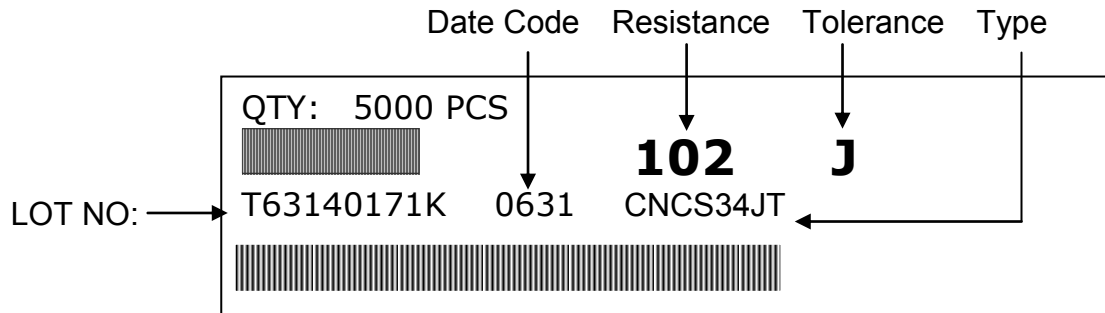 Date Code Resistance Tolerance Type
QTY: 5000 PCS
102 J
LOT NO: T63140171K 0631 CNCS34JT